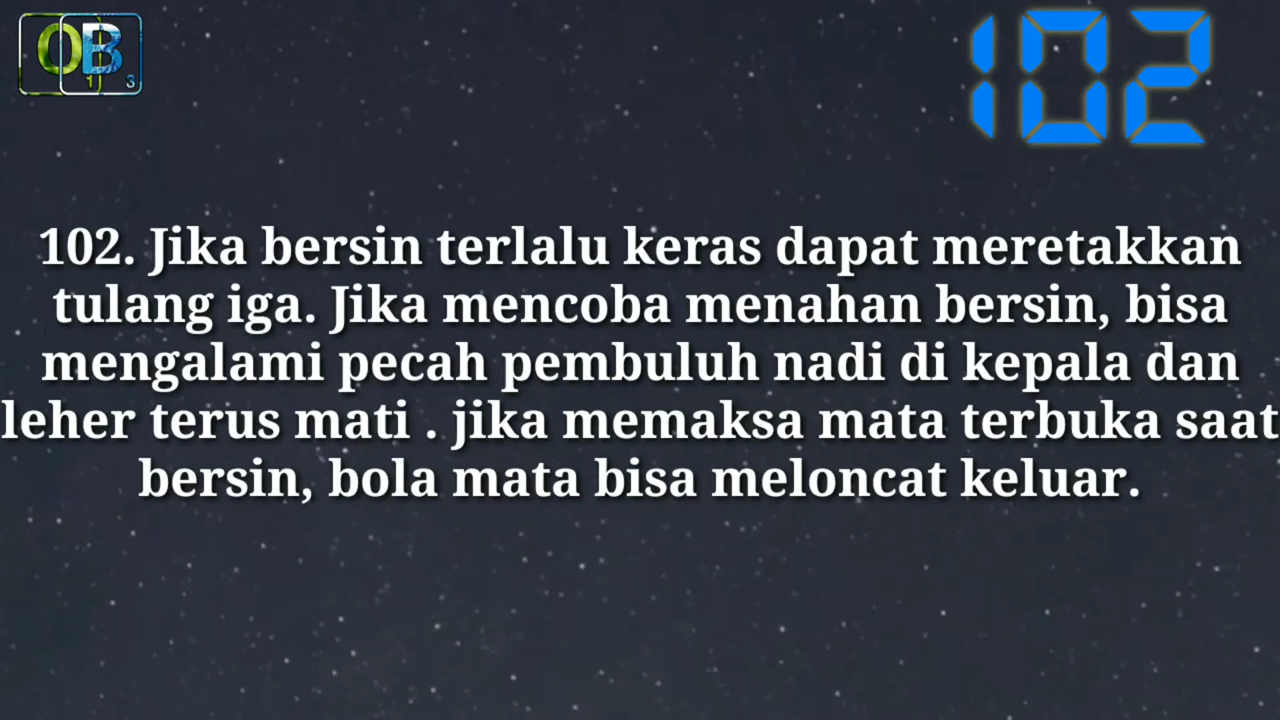 OB
1 3
102
102. Jika bersin terlalu keras dapat meretakkan
tulang iga. Jika mencoba menahan bersin, bisa
mengalami pecah pembuluh nadi di kepala dan
leher terus mati . jika memaksa mata terbuka saat
bersin, bola mata bisa meloncat keluar.